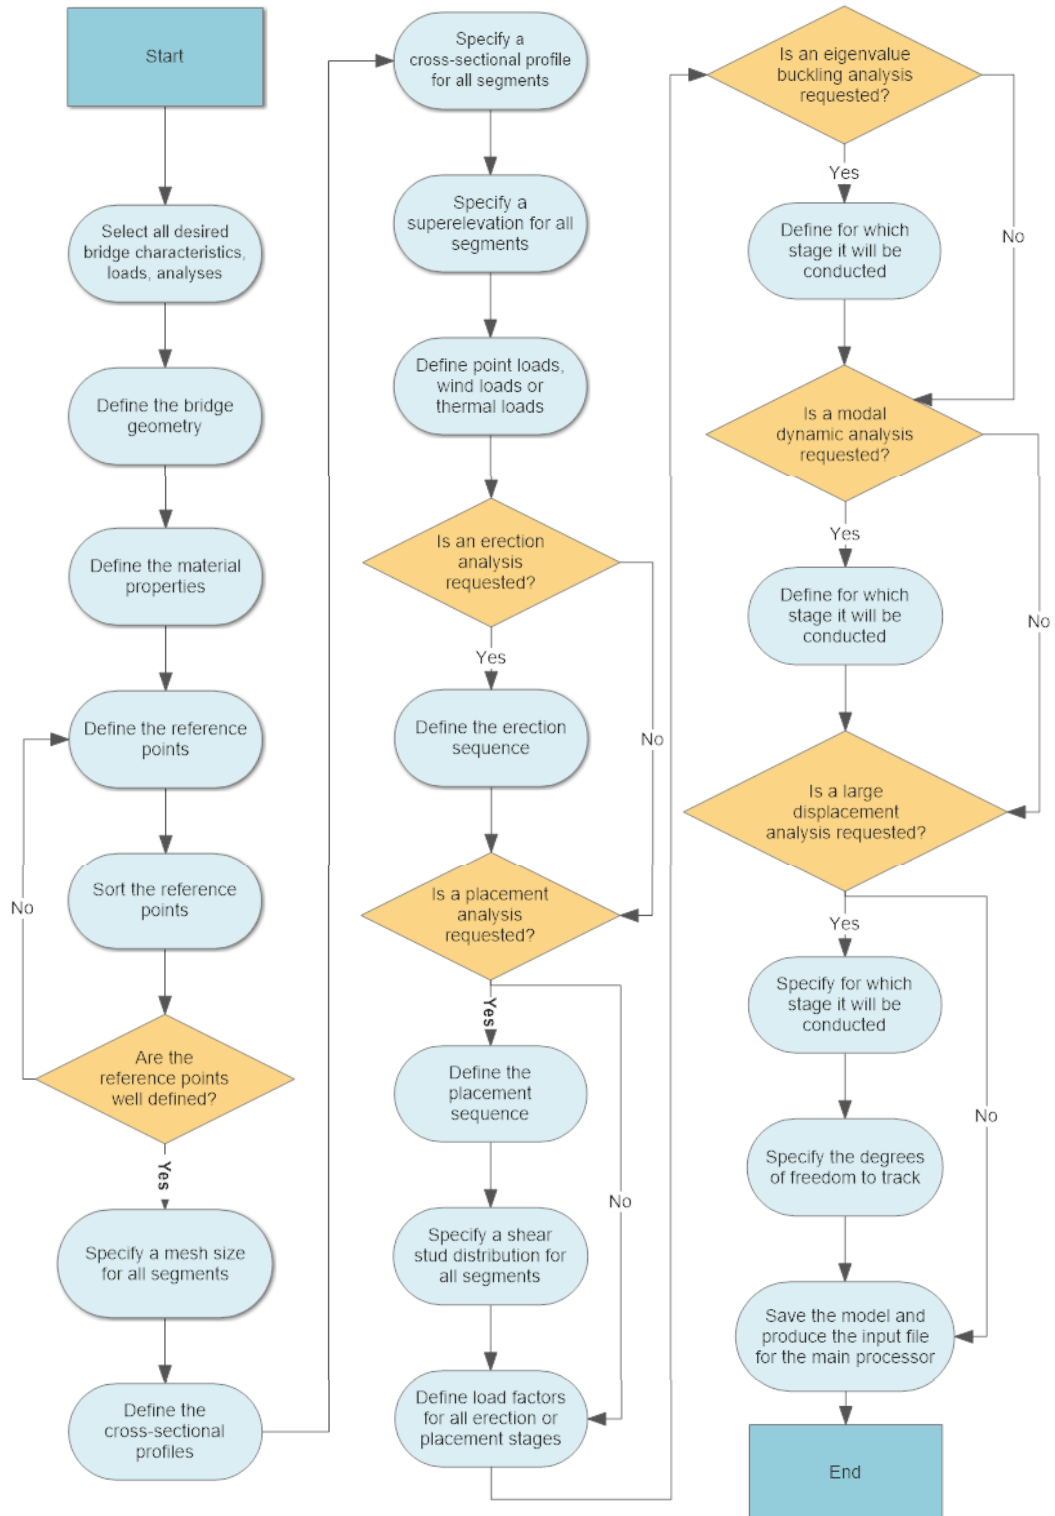 Start
Select all desired
bridge characteristics,
loads, analyses
Define the bridge
geometry
Define the material
properties
Define the reference
points
Sort the reference
points
No
Are the
reference points
well defined?
Yes
Specify a mesh size
for all segments
Define the
cross-sectional
profiles
Specify a
cross-sectional profile
for all segments
Specify a
superelevation for all
segments
Define point loads,
wind loads or
thermal loads
Is an erection
analysis
requested?
Yes
No
Define the erection
sequence
Is a placement
analysis
requested?
Yes
Define the
placement
sequence
No
Specify a shear
stud distribution for
all segments
Define load factors
for all erection or
placement stages
Is an eigenvalue
buckling analysis
requested?
Yes
No
Define for which
stage it will be
conducted
Is a modal
dynamic analysis
requested?
Yes
No
Define for which
stage it will be
conducted
Is a large
displacement
analysis requested?
Yes
Specify for which
stage it will be
conducted
No
Specify the degrees
of freedom to track
Save the model and
produce the input file
for the main processor
End